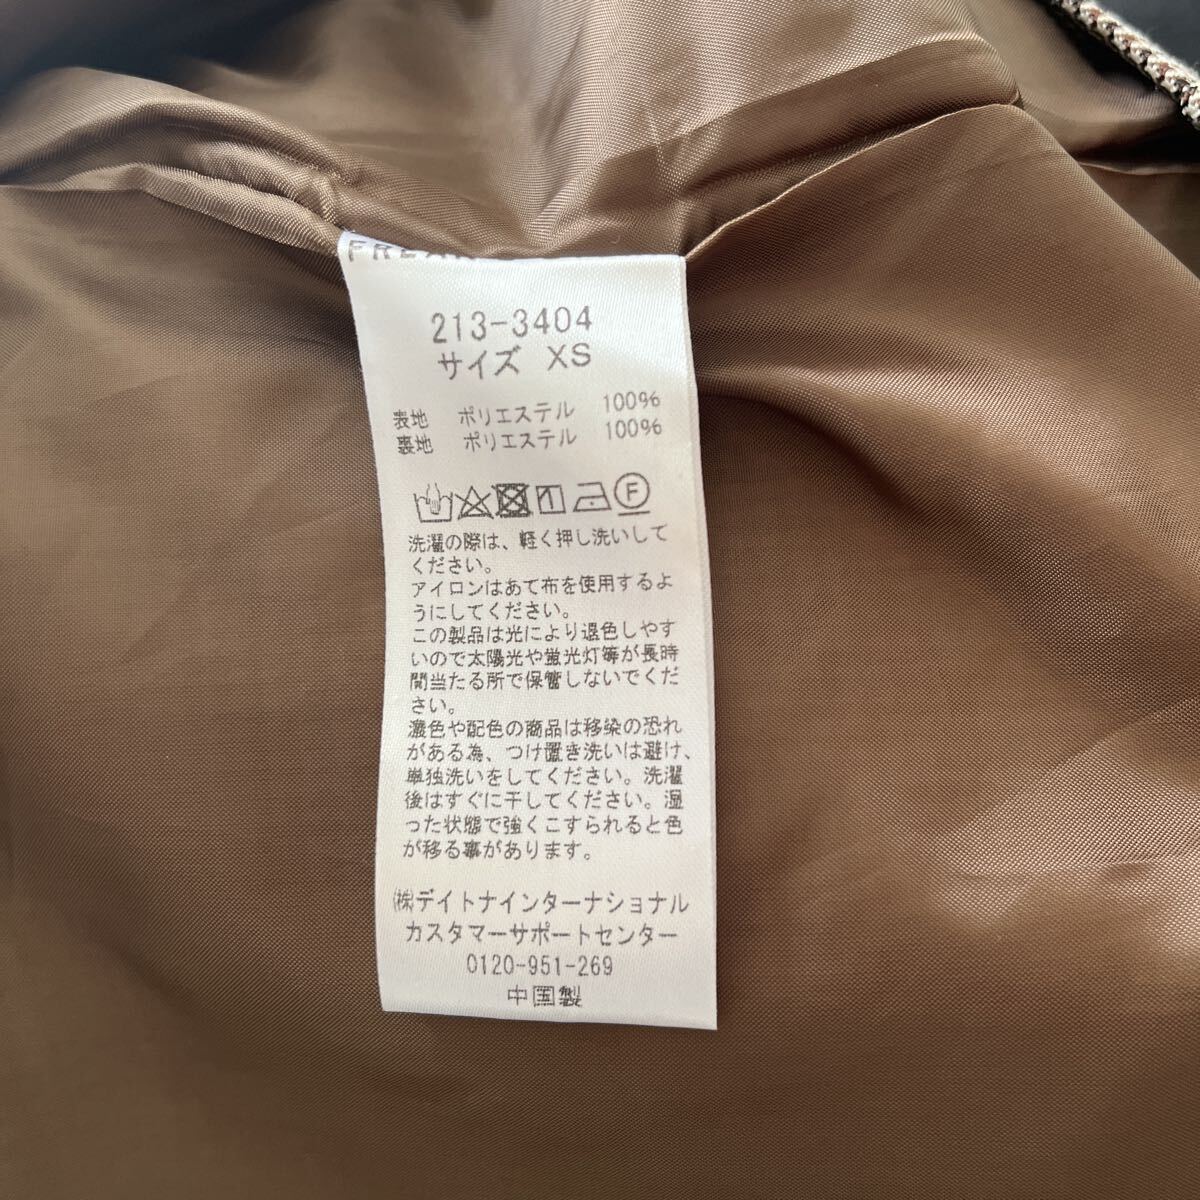 213-3404
サイズ XS
表地 ポリエステル 100%
裏地 ポリエステル 100%
F
洗濯の際は、軽く押し洗いして
ください。
アイロンはあて布を使用するよ
うにしてください。
この製品は光により退色しやす
いので太陽光や蛍光灯等が長時
間当たる所で保管しないでくだ
さい。
濃色や配色の商品は移染の恐れ
がある為、つけ置き洗いは避け、
単独洗いをしてください。洗濯
後はすぐに干してください。湿
った状態で強くこすられると色
が移る事があります。
(株)デイトナインターナショナル
カスタマーサポートセンター
0120-951-269
中国製